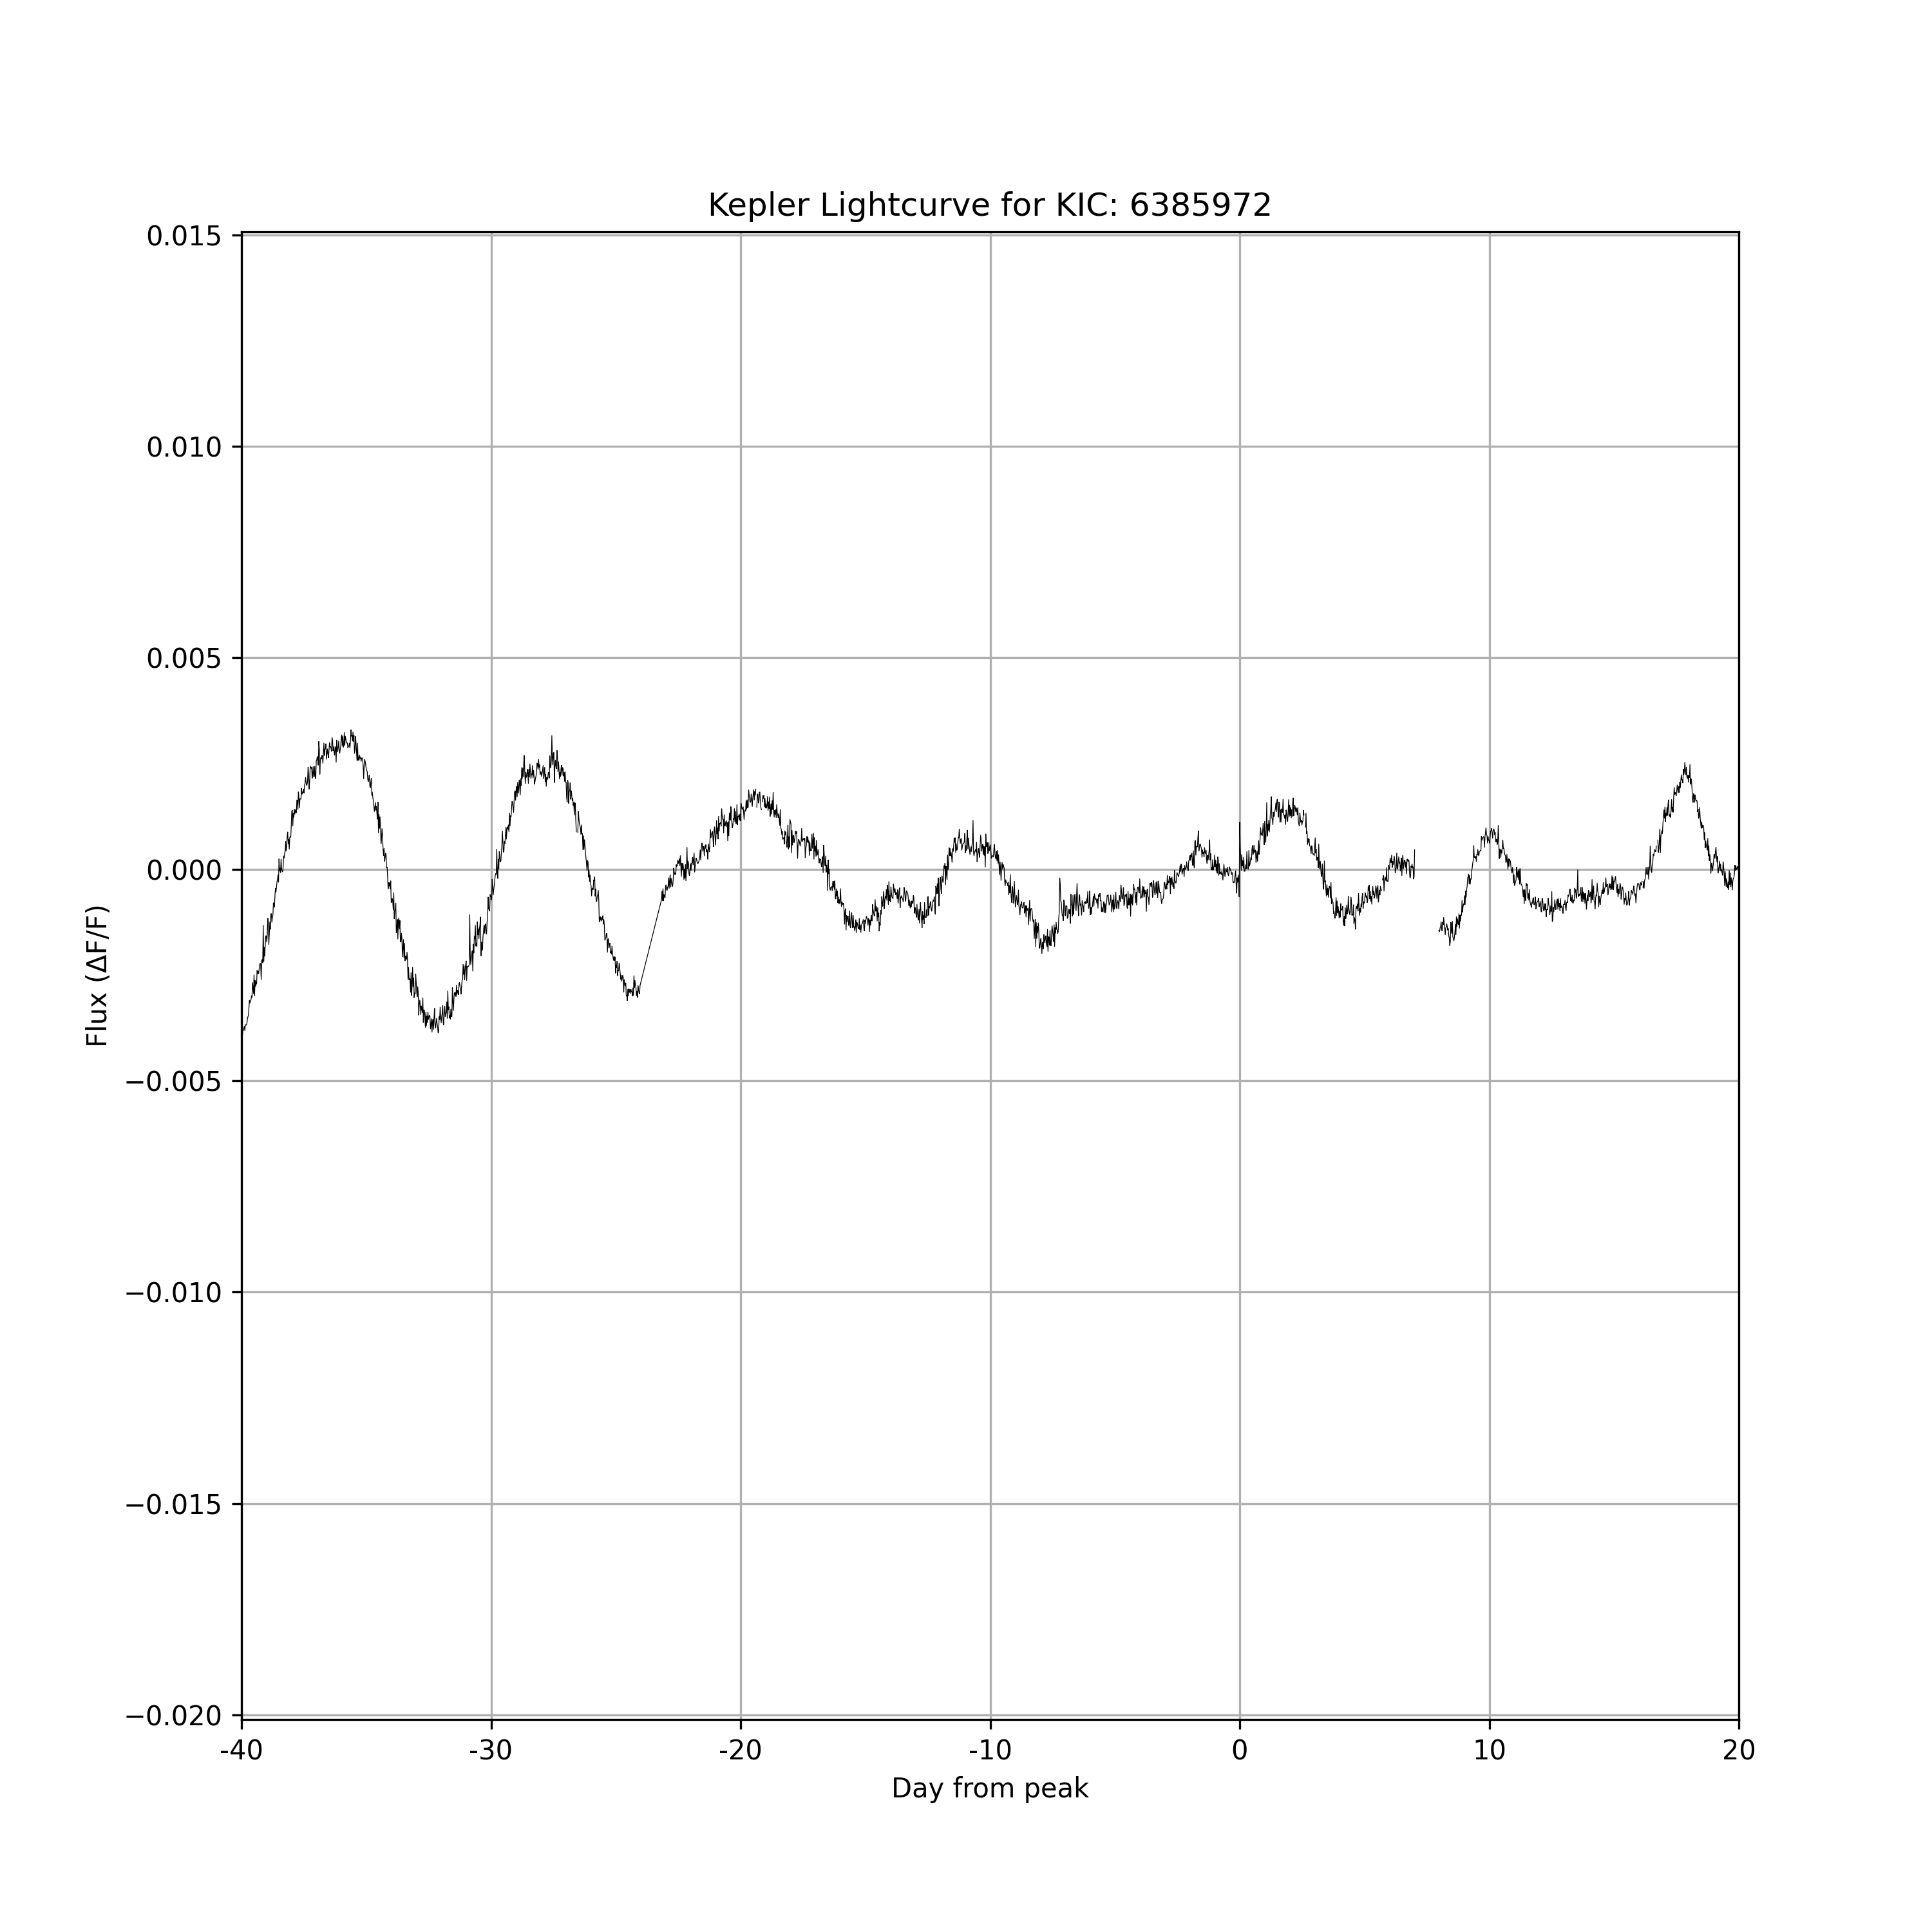 Kepler Lightcurve for KIC: 6385972
0.015
0.010
0.005
0.000
−0.005
−0.010
−0.015
−0.020
Flux (ΔF/F)
-40 -30 -20 -10 0 10 20
Day from peak